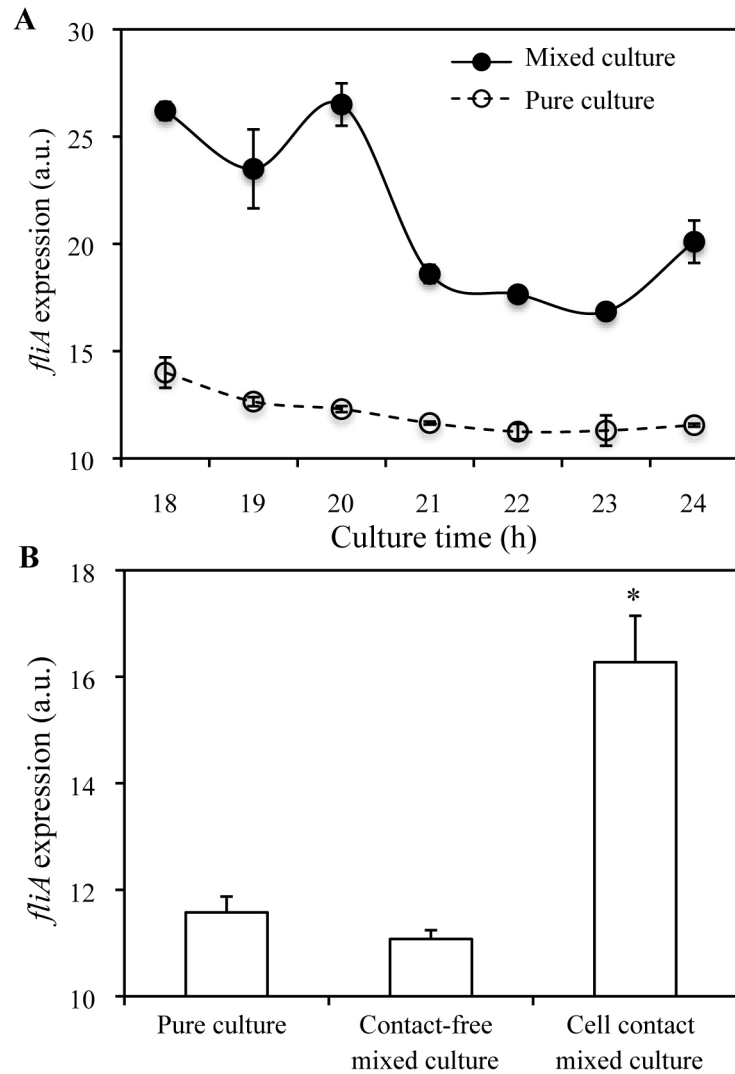 A
30
25
20
15
10
fliA expression (a.u.)
Mixed culture
Pure culture
18 19 20 21 22 23 24
Culture time (h)
B
18
16
14
12
10
fliA expression (a.u.)
*
Pure culture
Contact-free
mixed culture
Cell contact
mixed culture